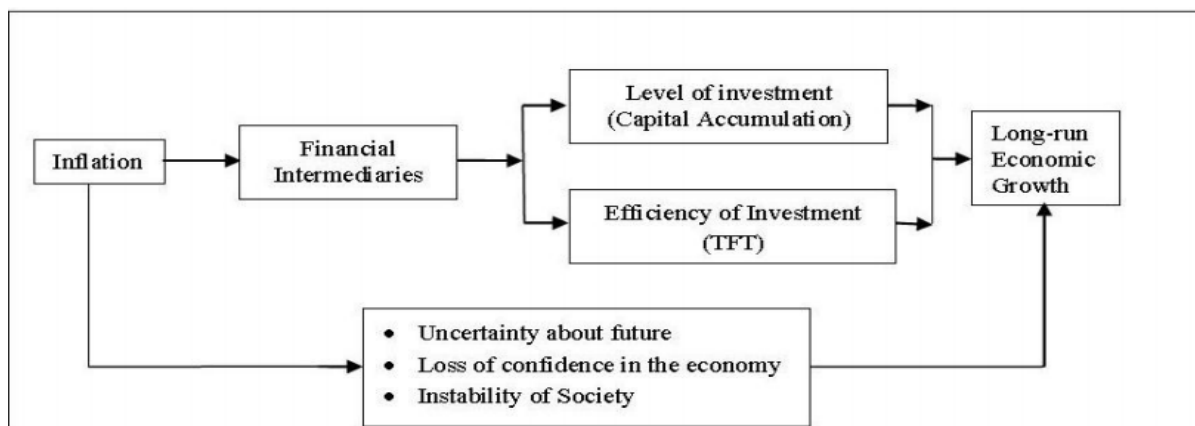 Inflation
Financial
Intermediaries
Level of investment
(Capital Accumulation)
Efficiency of Investment
(TFT)
Long-run
Economic
Growth
• Uncertainty about future
• Loss of confidence in the economy
• Instability of Society